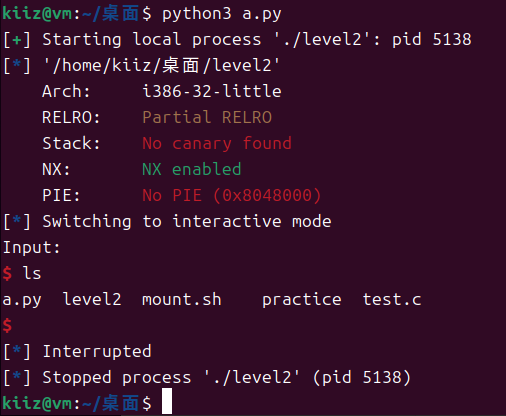 kiiz@vm:~/桌面$ python3 a.py
[+] Starting local process './level2': pid 5138
[*] '/home/kiiz/桌面/level2'
    Arch:     i386-32-little
    RELRO:    Partial RELRO
    Stack:    No canary found
    NX:       NX enabled
    PIE:      No PIE (0x8048000)
[*] Switching to interactive mode
Input:
$ ls
a.py  level2  mount.sh    practice  test.c
$
[*] Interrupted
[*] Stopped process './level2' (pid 5138)
kiiz@vm:~/桌面$